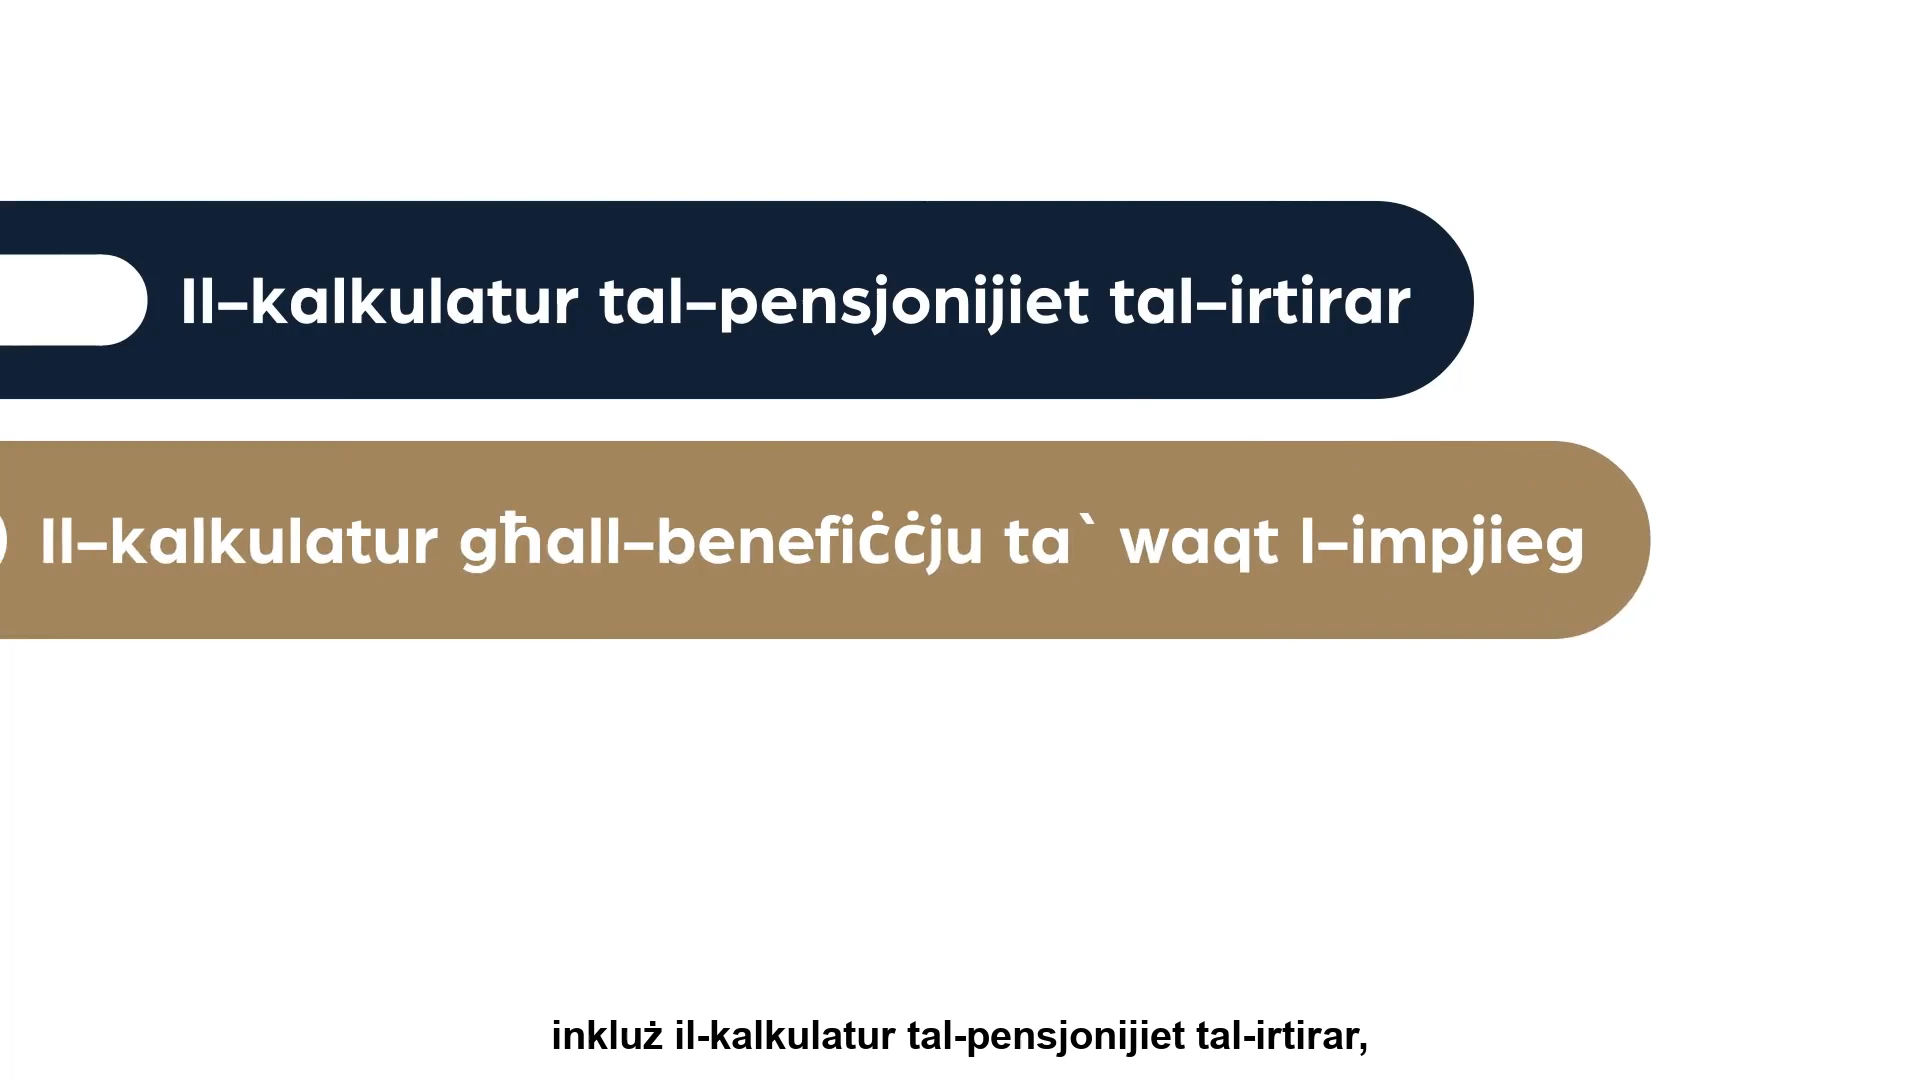 Il-kalkulatur tal-pensjonijiet tal-irtirar
Il-kalkulatur għall-benefiċċju ta` waqt l-impjieg
inkluż il-kalkulatur tal-pensjonijiet tal-irtirar,